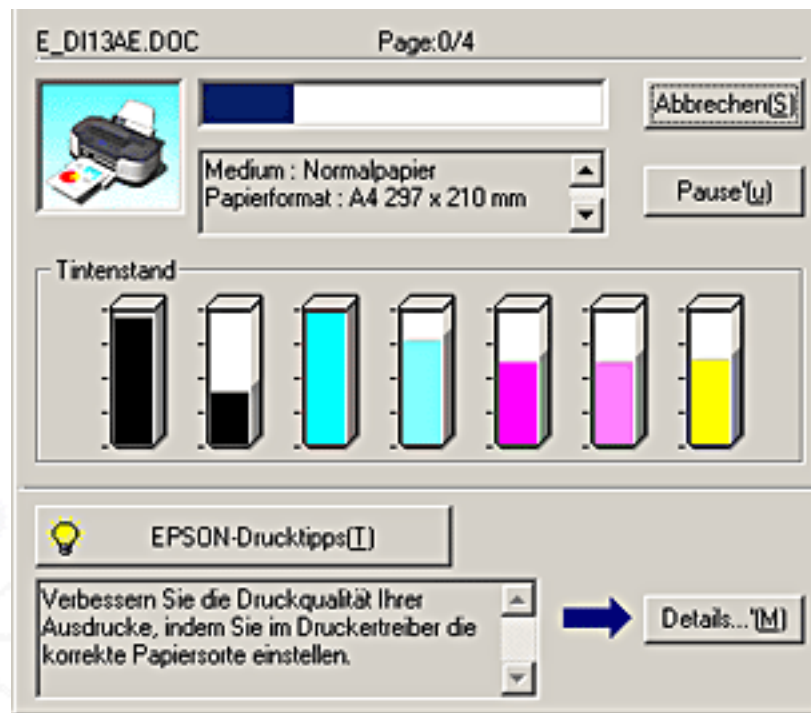 E_DI13AE.DOC Page:0/4
Abbrechen(S)
Medium : Normalpapier
Papierformat : A4 297 x 210 mm
Pause'(u)
Tintenstand
EPSON-Drucktipps(T)
Verbessern Sie die Druckqualität Ihrer
Ausdrucke, indem Sie im Druckertreiber die
korrekte Papiersorte einstellen.
Details...'(M)